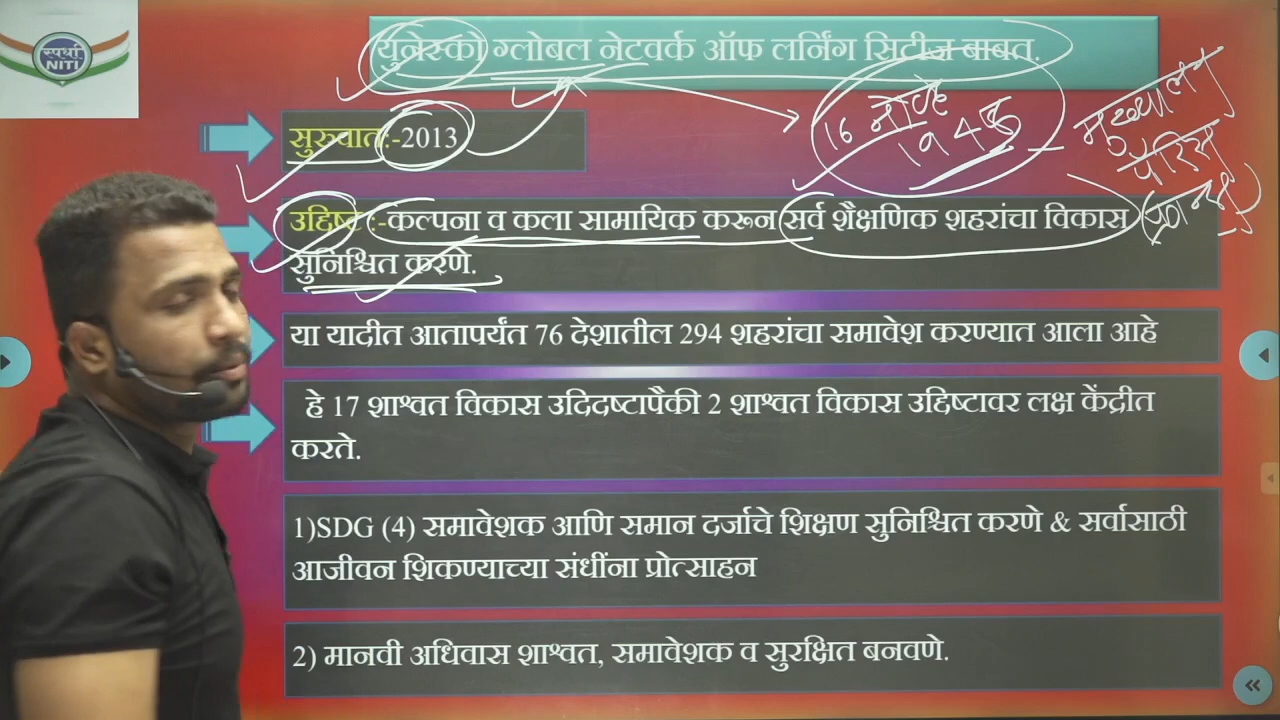 स्पर्धा
NITI
युनेस्को ग्लोबल नेटवर्क ऑफ लर्निंग सिटीज बाबत.
16 नोव्हें
1945
मुख्यालय
पॅरिस
सुरुवात:-2013
उद्दिष्ट :-कल्पना व कला सामायिक करून सर्व शैक्षणिक शहरांचा विकास
सुनिश्चित करणे.
या यादीत आतापर्यंत 76 देशातील 294 शहरांचा समावेश करण्यात आला आहे
हे 17 शाश्वत विकास उदिदष्टापैकी 2 शाश्वत विकास उद्दिष्टावर लक्ष केंद्रीत
करते.
1)SDG (4) समावेशक आणि समान दर्जाचे शिक्षण सुनिश्चित करणे & सर्वासाठी
आजीवन शिकण्याच्या संधींना प्रोत्साहन
2) मानवी अधिवास शाश्वत, समावेशक व सुरक्षित बनवणे.